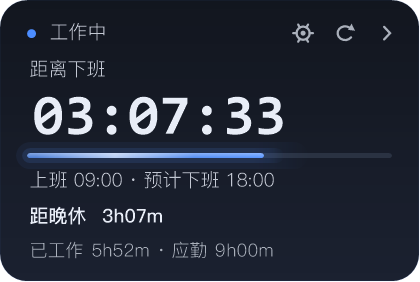 工作中
距离下班
03:07:33
上班 09:00 · 预计下班 18:00
距晚休 3h07m
已工作 5h52m · 应勤 9h00m